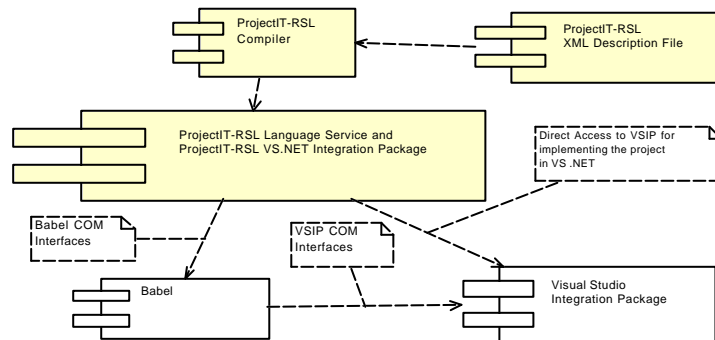 ProjectIT-RSL
Compiler
ProjectIT-RSL
XML Description File
ProjectIT-RSL Language Service and
ProjectIT-RSL VS.NET Integration Package
Direct Access to VSIP for
implementing the project
in VS .NET
Babel COM
Interfaces
VSIP COM
Interfaces
Babel
Visual Studio
Integration Package